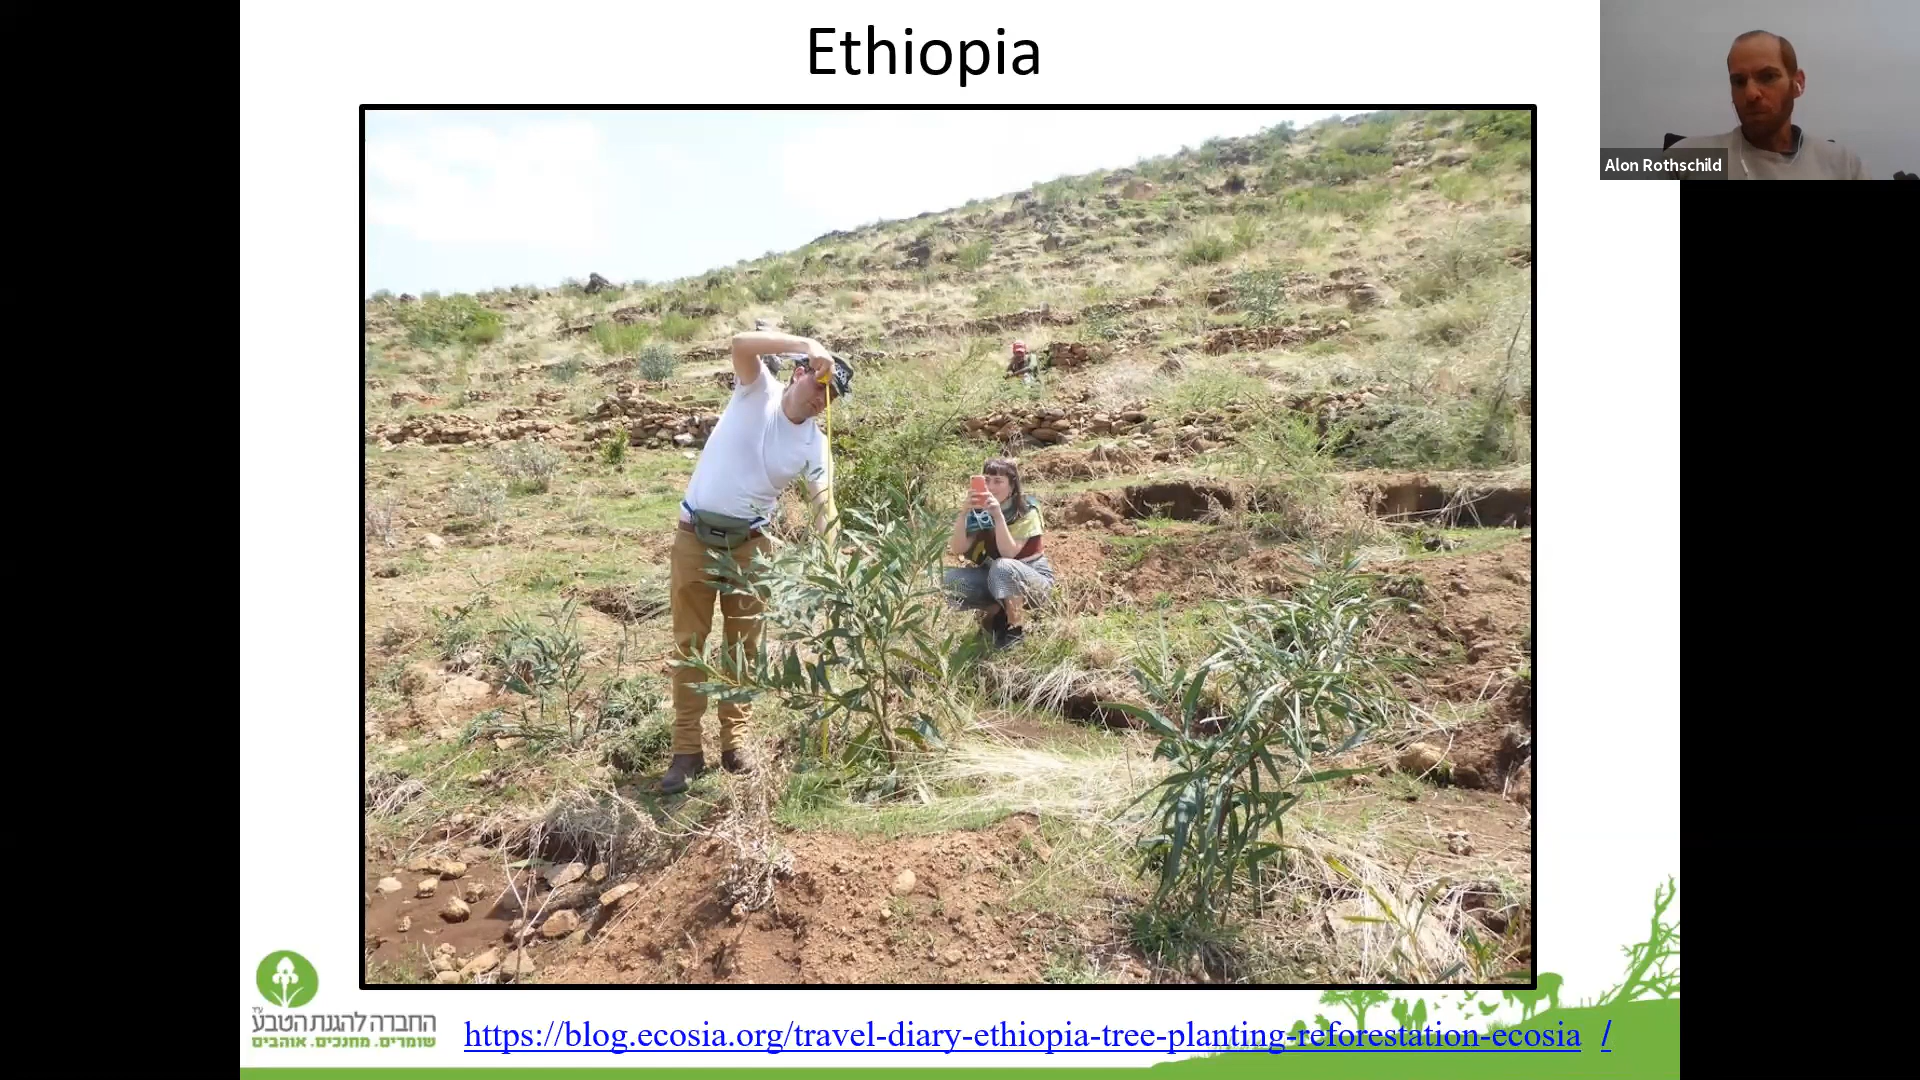 Ethiopia
Alon Rothschild
החברה להגנת הטבע
שומרים. מחנכים. אוהבים
https://blog.ecosia.org/travel-diary-ethiopia-tree-planting-reforestation-ecosia /